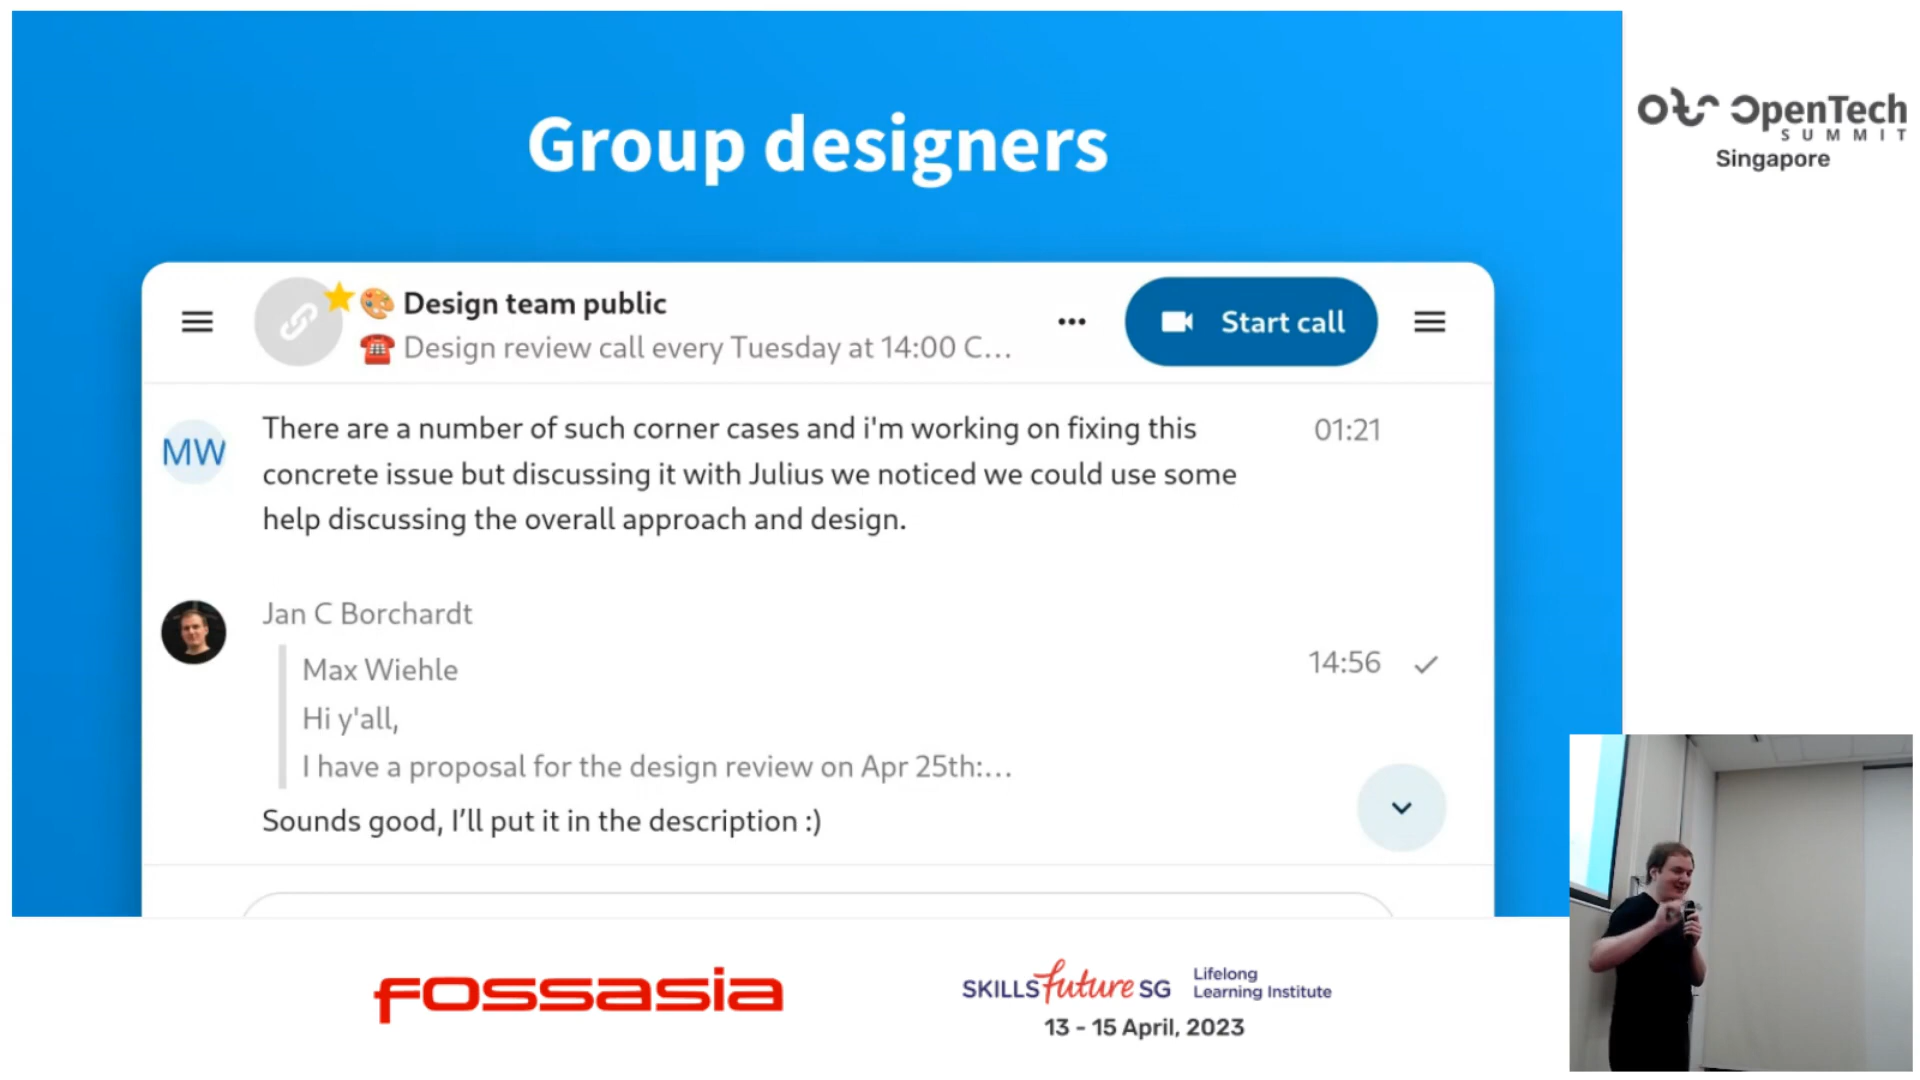 Group designers
Design team public
Design review call every Tuesday at 14:00 C...
Start call
MW
There are a number of such corner cases and i'm working on fixing this
concrete issue but discussing it with Julius we noticed we could use some
help discussing the overall approach and design.
01:21
Jan C Borchardt
Max Wiehle
14:56
Hi y'all,
I have a proposal for the design review on Apr 25th:...
Sounds good, I’ll put it in the description :)
OpenTech
SUMMIT
Singapore
fossasia
SKILLS future SG
Lifelong
Learning Institute
13 - 15 April, 2023